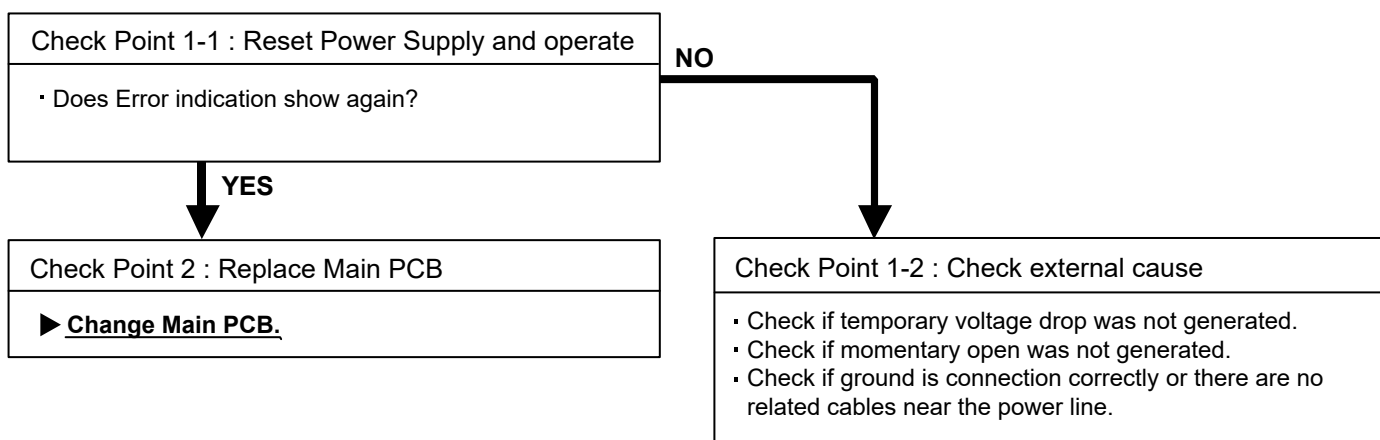 Check Point 1-1 : Reset Power Supply and operate
NO
· Does Error indication show again?
YES
Check Point 2 : Replace Main PCB
▶ Change Main PCB.
Check Point 1-2 : Check external cause
· Check if temporary voltage drop was not generated.
· Check if momentary open was not generated.
· Check if ground is connection correctly or there are no
related cables near the power line.